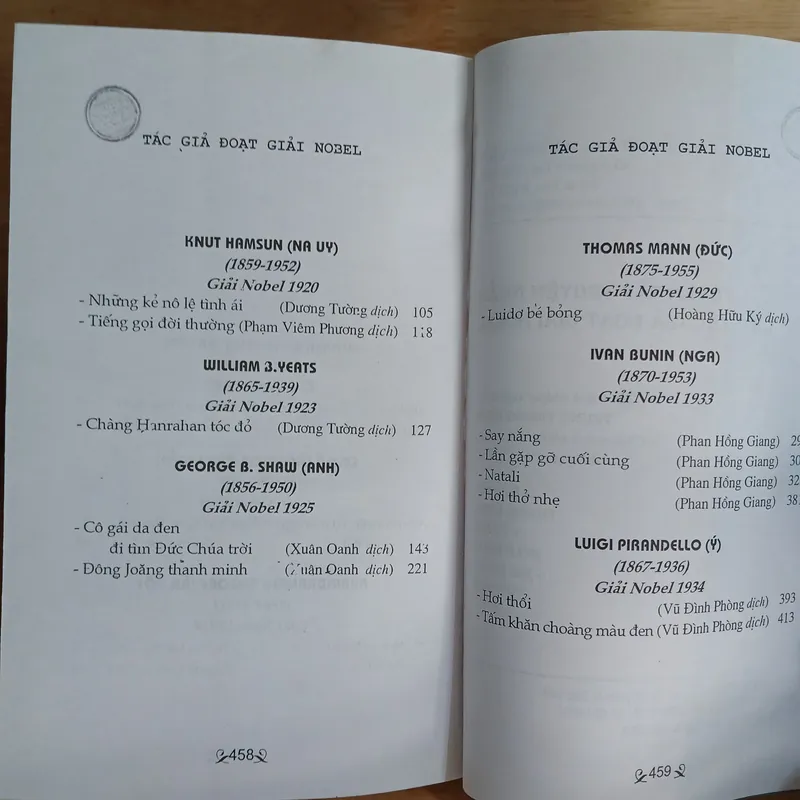 TÁC GIẢ ĐOẠT GIẢI NOBEL
KNUT HAMSUN (NA UY)
(1859-1952)
Giải Nobel 1920
- Những kẻ nô lệ tình ái (Dương Tường dịch) 105
- Tiếng gọi đời thường (Phạm Viêm Phương dịch) 118
WILLIAM B.YEATS
(1865-1939)
Giải Nobel 1923
- Chàng Hanrahan tóc đỏ (Dương Tường dịch) 127
GEORGE B. SHAW (ANH)
(1856-1950)
Giải Nobel 1925
- Cô gái da đen
đi tìm Đức Chúa trời (Xuân Oanh dịch) 143
- Đông Joăng thành minh (Xuân Oanh dịch) 221
458
TÁC GIẢ ĐOẠT GIẢI NOBEL
THOMAS MANN (ĐỨC)
(1875-1955)
Giải Nobel 1929
- Luidơ bé bỏng (Hoàng Hữu Ký dịch)
IVAN BUNIN (NGA)
(1870-1953)
Giải Nobel 1933
- Say nắng (Phan Hồng Giang)
- Lần gặp gỡ cuối cùng (Phan Hồng Giang)
- Natali (Phan Hồng Giang)
- Hơi thở nhẹ (Phan Hồng Giang)
LUIGI PIRANDELLO (Ý)
(1867-1936)
Giải Nobel 1934
- Hơi thổi (Vũ Đình Phòng dịch) 393
- Tấm khăn choàng màu đen (Vũ Đình Phòng dịch) 413
459